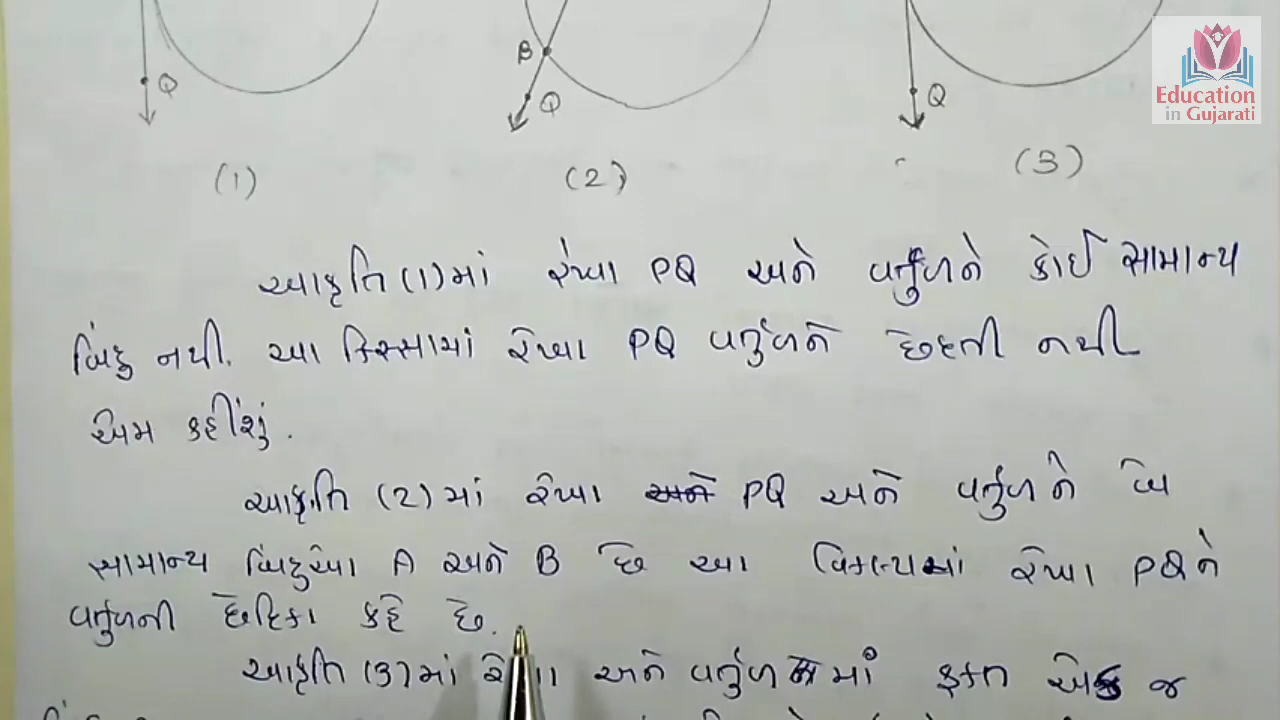 Q
B
Q
Q
Education
in Gujarati
(1)
(2)
(3)
આકૃતિ (1)માં રેખા PQ અને વર્તુળને કોઈ સામાન્ય
બિંદુ નથી. આ કિસ્સામાં રેખા PQ વર્તુળને છેદતી નથી
એમ કહીશું.
આકૃતિ (2)માં રેખા અને PQ અને વર્તુળને બે
સામાન્ય બિંદુઓ A અને B છે આ વિકલ્પમાં રેખા PQને
વર્તુળની છેદિકા કહે છે.
આકૃતિ (3)માં રેખા અને વર્તુળમાં ફક્ત એક જ